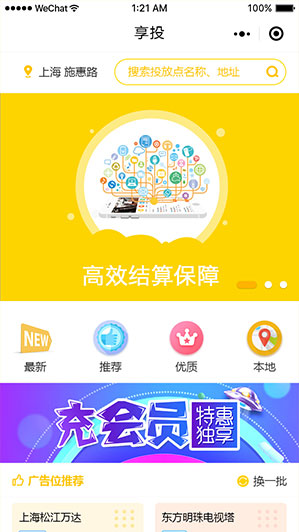 WeChat
1:21 AM
100%
享投
上海 施惠路
搜索投放点名称、地址
高效结算保障
NEW
最新
推荐
优质
本地
充会员
特惠
独享
广告位推荐
换一批
上海松江万达
东方明珠电视塔